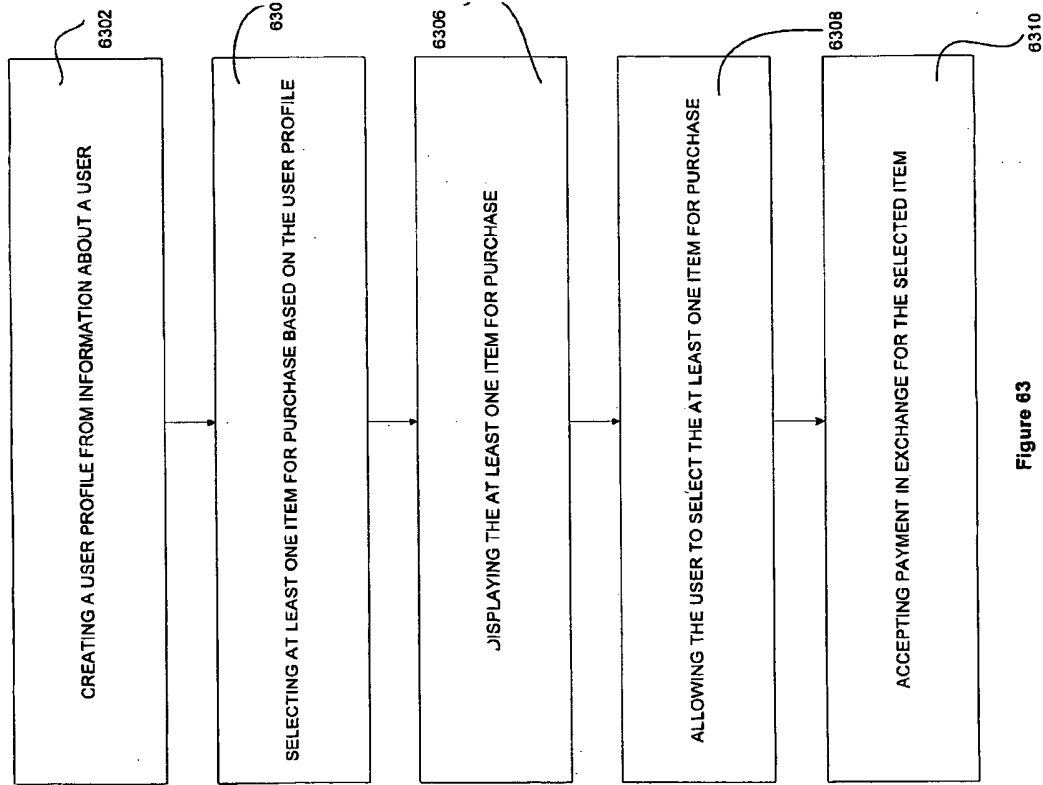 CREATING A USER PROFILE FROM INFORMATION ABOUT A USER
6302
SELECTING AT LEAST ONE ITEM FOR PURCHASE BASED ON THE USER PROFILE
630
DISPLAYING THE AT LEAST ONE ITEM FOR PURCHASE
6306
ALLOWING THE USER TO SELECT THE AT LEAST ONE ITEM FOR PURCHASE
6308
ACCEPTING PAYMENT IN EXCHANGE FOR THE SELECTED ITEM
6310
Figure 63